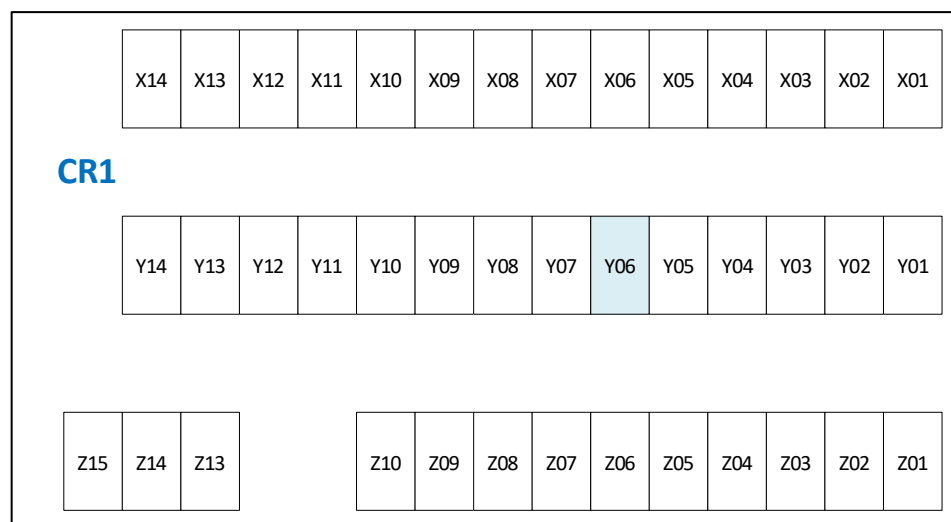 X14 X13 X12 X11 X10 X09 X08 X07 X06 X05 X04 X03 X02 X01
CR1
Y14 Y13 Y12 Y11 Y10 Y09 Y08 Y07 Y06 Y05 Y04 Y03 Y02 Y01
Z15 Z14 Z13 Z10 Z09 Z08 Z07 Z06 Z05 Z04 Z03 Z02 Z01